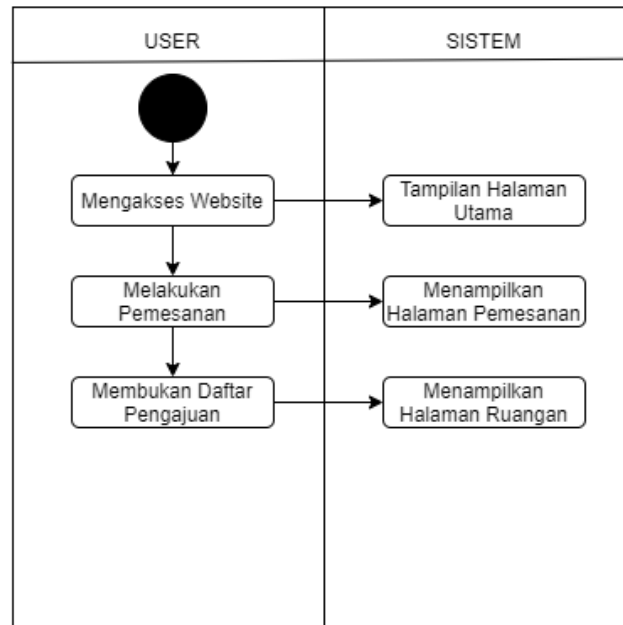 USER
SISTEM
Mengakses Website
Tampilan Halaman
Utama
Melakukan
Pemesanan
Menampilkan
Halaman Pemesanan
Membukan Daftar
Pengajuan
Menampilkan
Halaman Ruangan